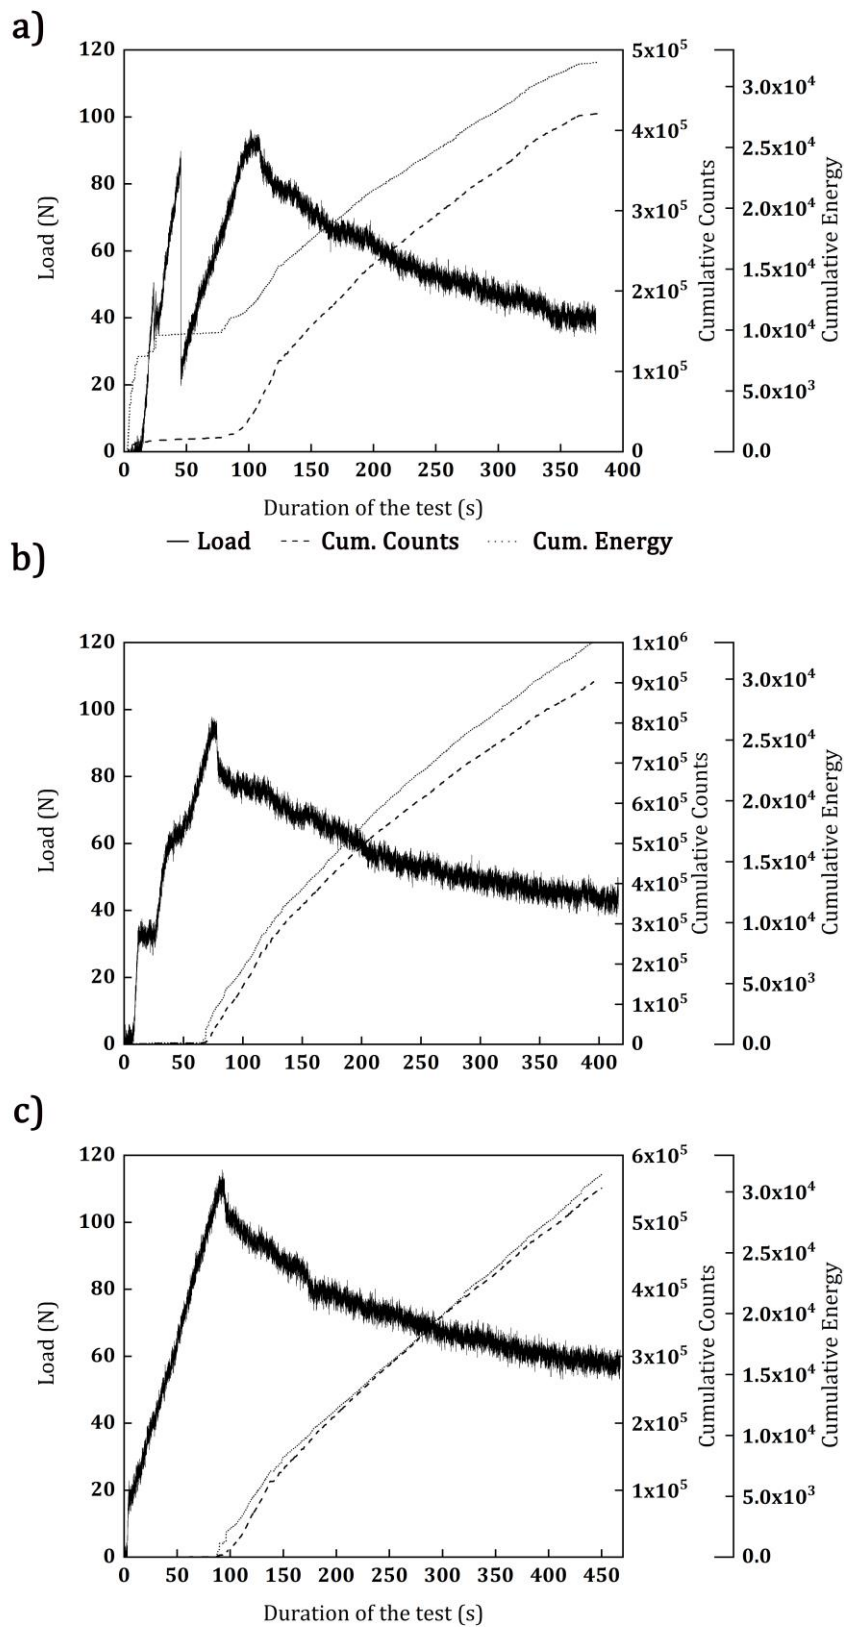 a)
120
100
80
60
40
20
0
Load (N)
0 50 100 150 200 250 300 350 400
Duration of the test (s)
5x10⁵
4x10⁵
3x10⁵
2x10⁵
1x10⁵
0
Cumulative Counts
3.0x10⁴
2.5x10⁴
2.0x10⁴
1.5x10⁴
1.0x10⁴
5.0x10³
0.0
Cumulative Energy
Load Cum. Counts Cum. Energy
b)
120
100
80
60
40
20
0
Load (N)
0 50 100 150 200 250 300 350 400
1x10⁶
9x10⁵
8x10⁵
7x10⁵
6x10⁵
5x10⁵
4x10⁵
3x10⁵
2x10⁵
1x10⁵
0
Cumulative Counts
3.0x10⁴
2.5x10⁴
2.0x10⁴
1.5x10⁴
1.0x10⁴
5.0x10³
0.0
Cumulative Energy
c)
120
100
80
60
40
20
0
Load (N)
0 50 100 150 200 250 300 350 400 450
Duration of the test (s)
6x10⁵
5x10⁵
4x10⁵
3x10⁵
2x10⁵
1x10⁵
Cumulative Counts
3.0x10⁴
2.5x10⁴
2.0x10⁴
1.5x10⁴
1.0x10⁴
5.0x10³
0.0
Cumulative Energy